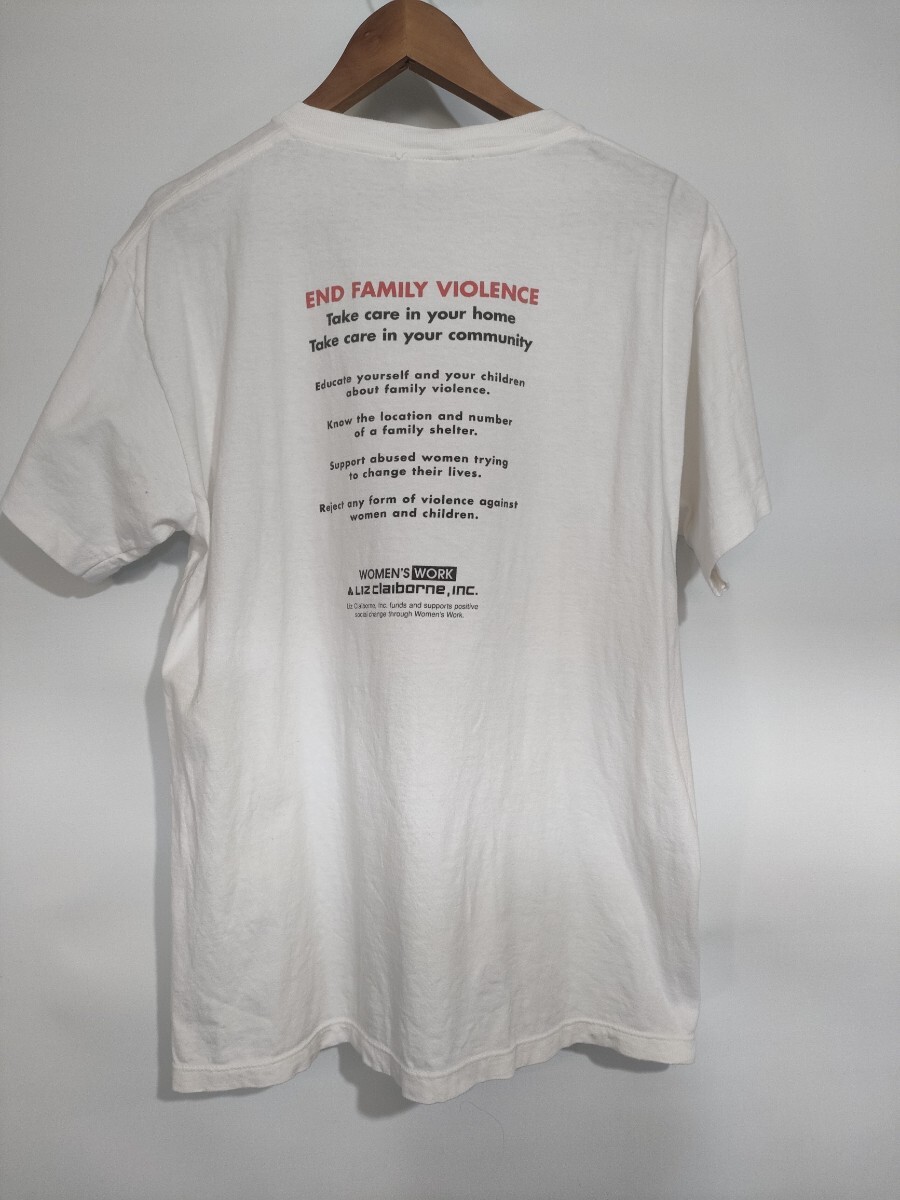 END FAMILY VIOLENCE
Take care in your home
Take care in your community
Educate yourself and your children
about family violence.
Know the location and number
of a family shelter.
Support abused women trying
to change their lives.
Reject any form of violence against
women and children.
WOMEN'S WORK
LIZ claiborne, inc.
Liz Claiborne, Inc. funds and supports positive
social change through Women's Work.